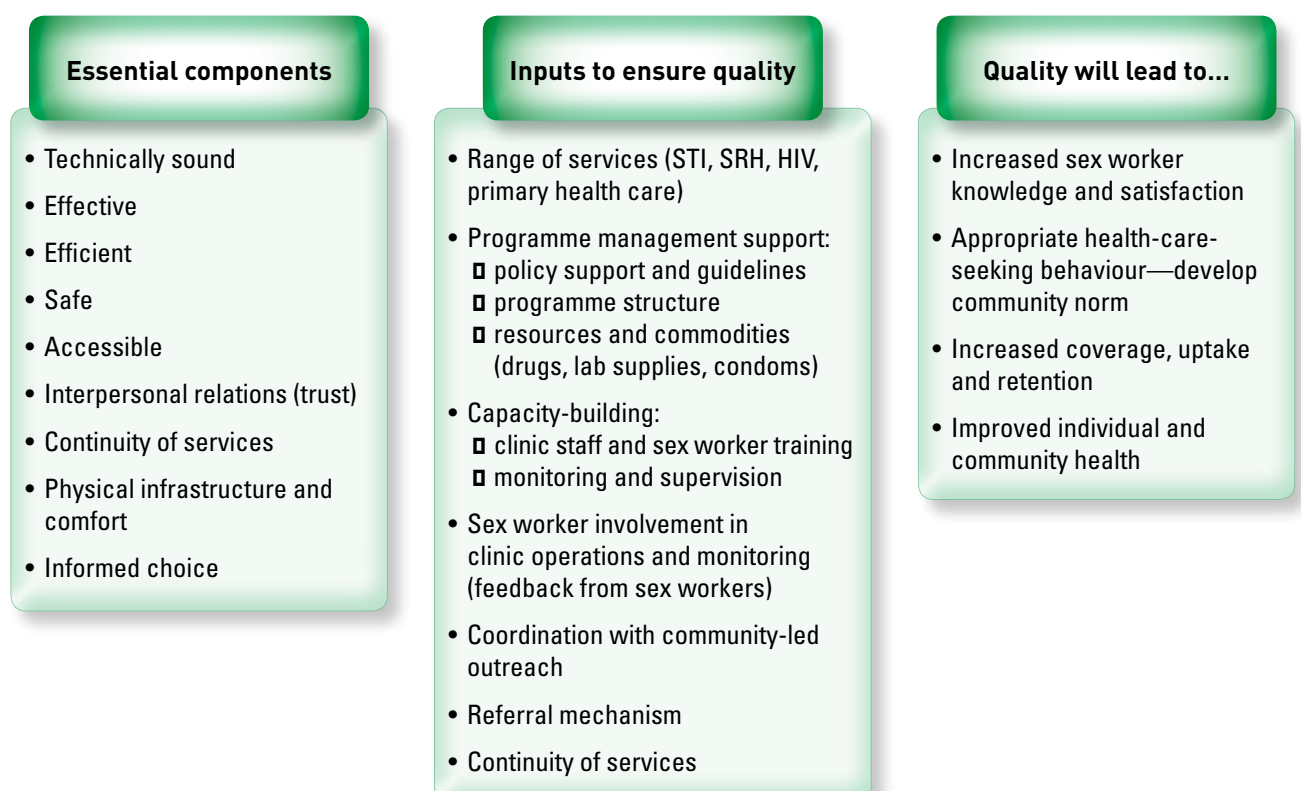 Essential components
• Technically sound
• Effective
• Efficient
• Safe
• Accessible
• Interpersonal relations (trust)
• Continuity of services
• Physical infrastructure and
comfort
• Informed choice
Inputs to ensure quality
• Range of services (STI, SRH, HIV,
primary health care)
• Programme management support:
policy support and guidelines
programme structure
resources and commodities
(drugs, lab supplies, condoms)
• Capacity-building:
clinic staff and sex worker training
monitoring and supervision
• Sex worker involvement in
clinic operations and monitoring
(feedback from sex workers)
• Coordination with community-led
outreach
• Referral mechanism
• Continuity of services
Quality will lead to...
• Increased sex worker
knowledge and satisfaction
• Appropriate health-care-
seeking behaviour—develop
community norm
• Increased coverage, uptake
and retention
• Improved individual and
community health